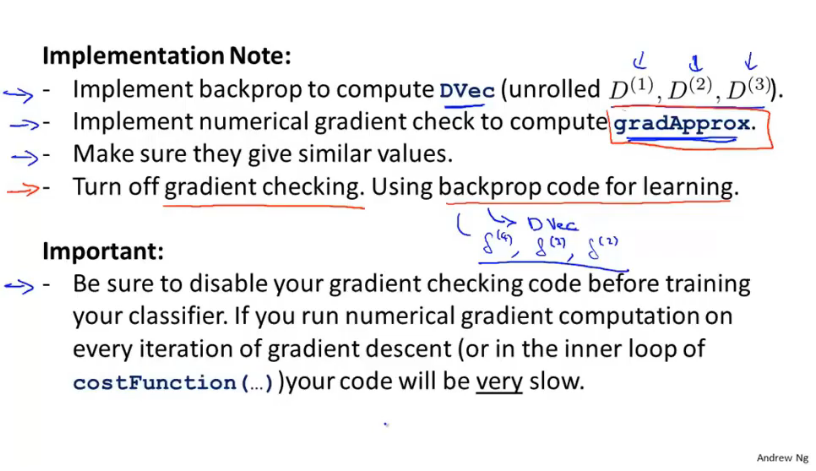 Implementation Note:
- Implement backprop to compute DVec (unrolled D⁽¹⁾, D⁽²⁾, D⁽³⁾).
- Implement numerical gradient check to compute gradApprox.
- Make sure they give similar values.
- Turn off gradient checking. Using backprop code for learning.
DVec
δ⁽⁴⁾, δ⁽³⁾, δ⁽²⁾
Important:
- Be sure to disable your gradient checking code before training
your classifier. If you run numerical gradient computation on
every iteration of gradient descent (or in the inner loop of
costFunction(…))your code will be very slow.
Andrew Ng